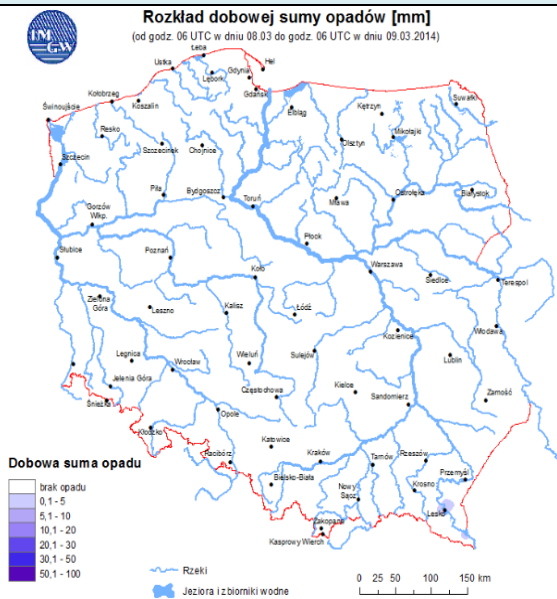 IM
GW
Rozkład dobowej sumy opadów [mm]
(od godz. 06 UTC w dniu 08.03 do godz. 06 UTC w dniu 09.03.2014)
Łeba
Hel
Ustka
Gdynia
Lębork
Kołobrzeg
Koszalin
Gdańsk
Świnoujście
Elbląg
Kętrzyn
Suwałki
Resko
Mikołajki
Szczecinek
Chojnice
Olsztyn
Szczecin
Piła
Bydgoszcz
Toruń
Mława
Ostrołęka
Białystok
Gorzów
Wlkp.
Płock
Słubice
Poznań
Koło
Warszawa
Siedlce
Terespol
Zielona
Góra
Leszno
Kalisz
Łódź
Kozienice
Włodawa
Legnica
Wrocław
Wieluń
Sulejów
Lublin
Jelenia Góra
Częstochowa
Kielce
Sandomierz
Zamość
Śnieżka
Opole
Kłodzko
Katowice
Racibórz
Kraków
Tarnów
Rzeszów
Bielsko-Biała
Nowy
Sącz
Krosno
Przemyśl
Lesko
Zakopane
Kasprowy Wierch
Dobowa suma opadu
brak opadu
0,1 - 5
5,1 - 10
10,1 - 20
20,1 - 30
30,1 - 50
50,1 - 100
Rzeki
Jeziora i zbiorniki wodne
0 25 50 100 150 km